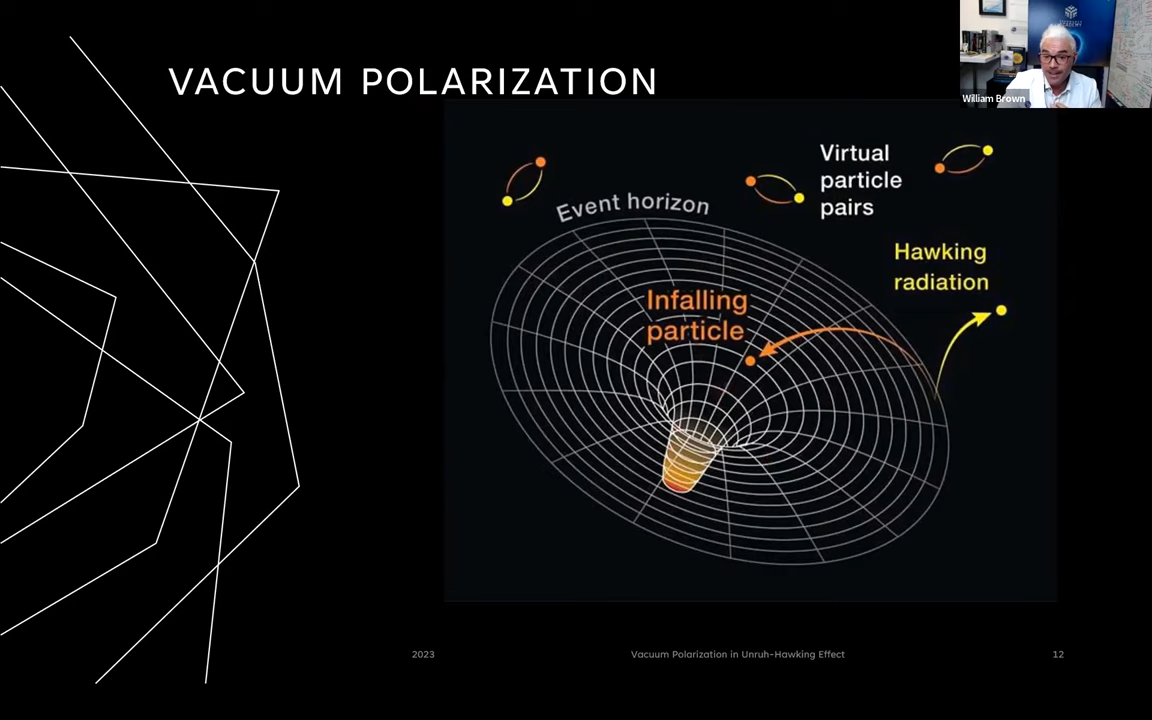 VACUUM POLARIZATION
William Brown
Virtual
particle
pairs
Event horizon
Hawking
radiation
Infalling
particle
2023
Vacuum Polarization in Unruh-Hawking Effect
12